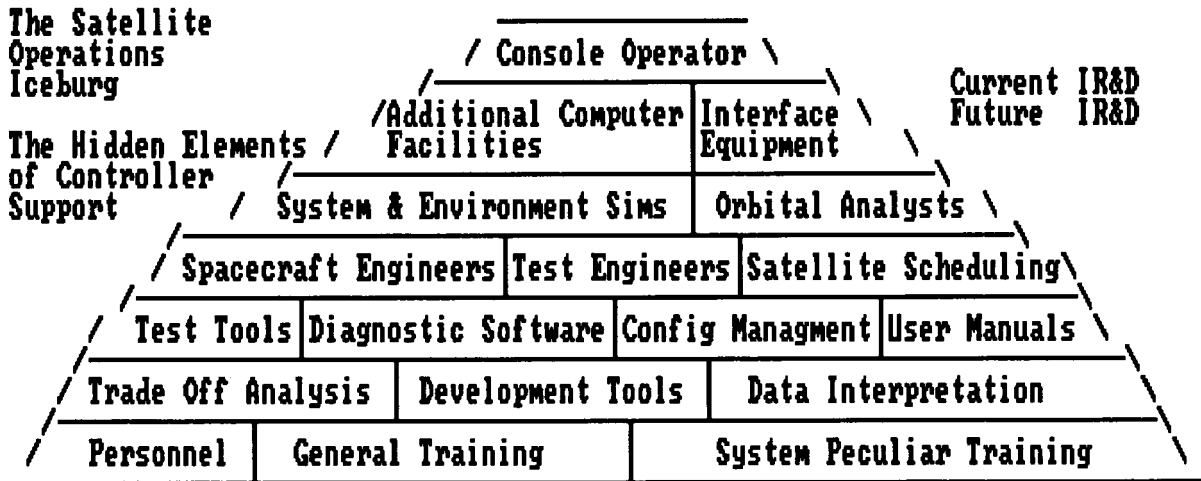 The Satellite
Operations
Iceburg
The Hidden Elements
of Controller
Support
Current IR&D
Future IR&D
Console Operator
Additional Computer
Facilities
Interface
Equipment
System & Environment Sims
Orbital Analysts
Spacecraft Engineers
Test Engineers
Satellite Scheduling
Test Tools
Diagnostic Software
Config Managment
User Manuals
Trade Off Analysis
Development Tools
Data Interpretation
Personnel
General Training
System Peculiar Training